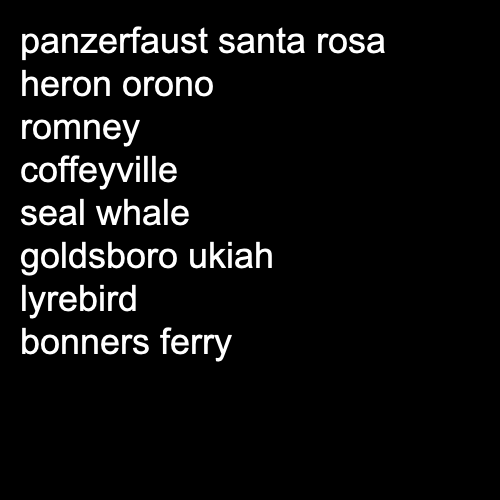 panzerfaust santa rosa
heron orono
romney
coffeyville
seal whale
goldsboro ukiah
lyrebird
bonners ferry